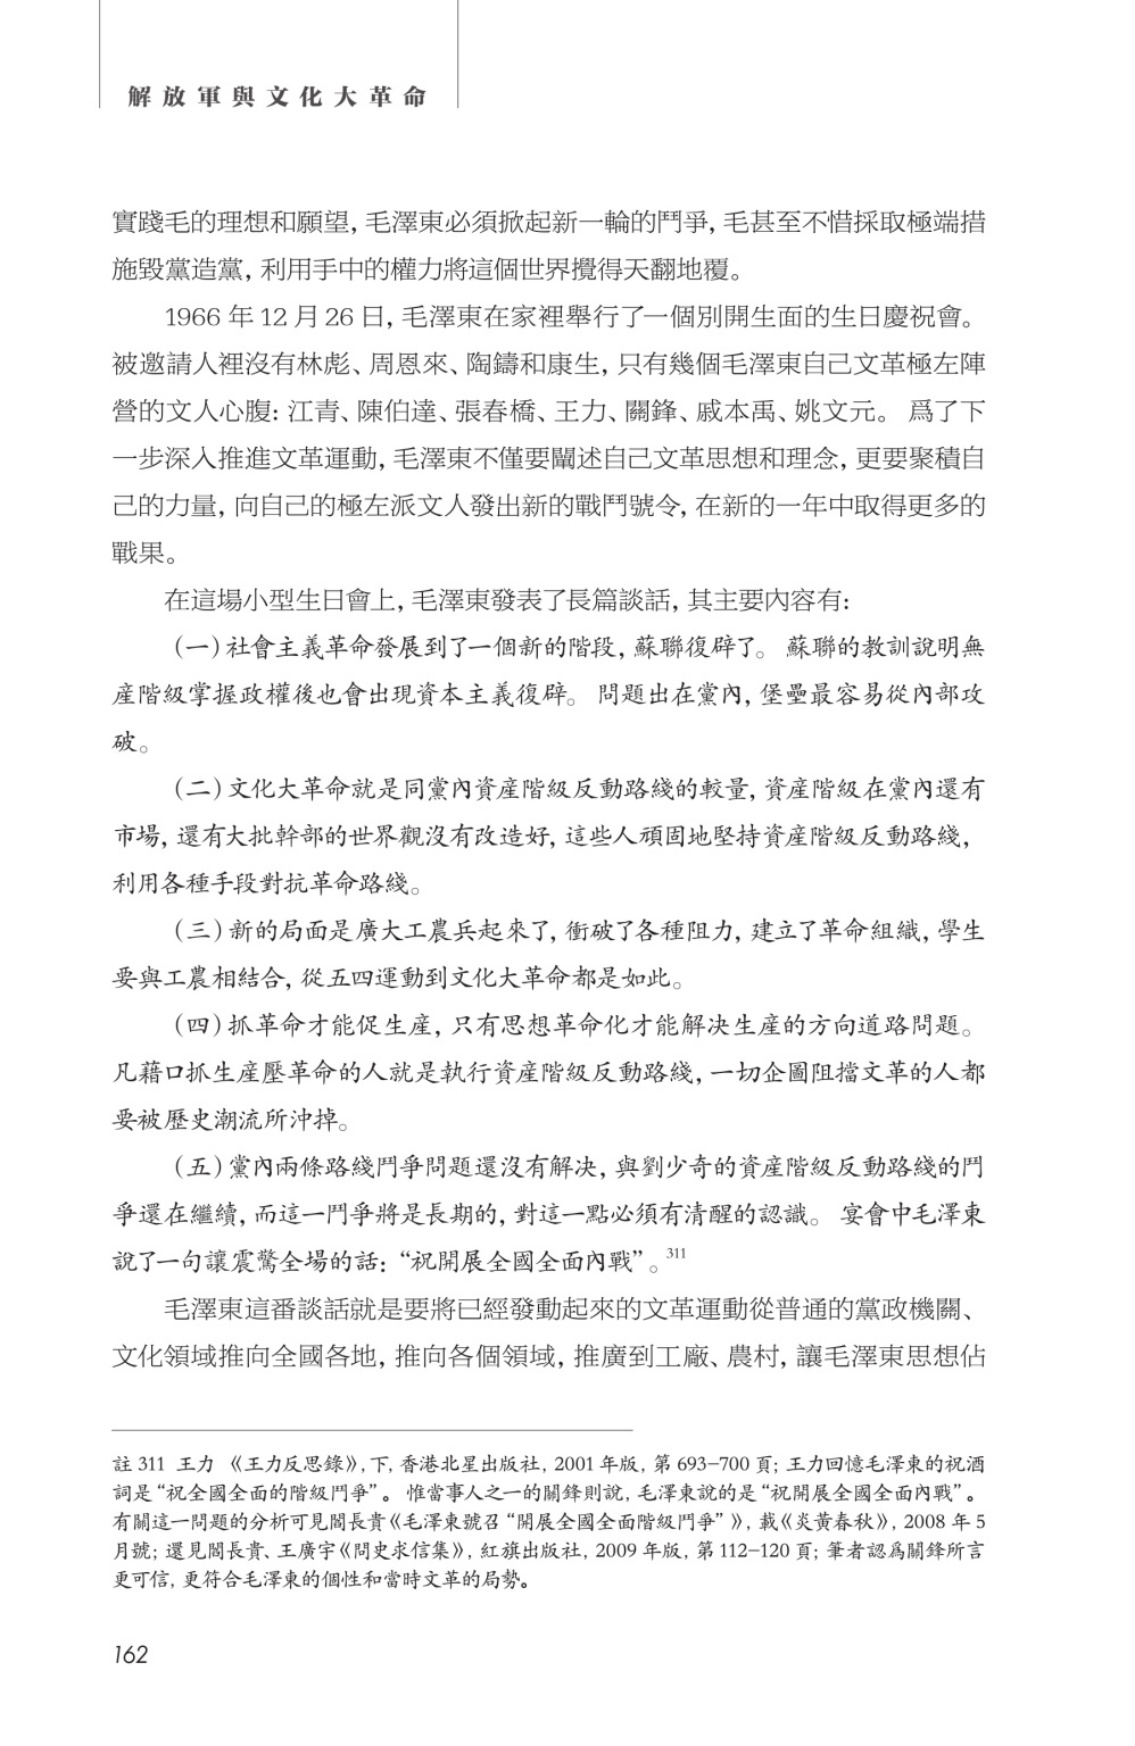 解放軍與文化大革命
實踐毛的理想和願望，毛澤東必須掀起新一輪的鬥爭，毛甚至不惜採取極端措
施毀黨造黨，利用手中的權力將這個世界攪得天翻地覆。
1966 年 12 月 26 日，毛澤東在家裡舉行了一個別開生面的生日慶祝會。
被邀請人裡沒有林彪、周恩來、陶鑄和康生，只有幾個毛澤東自己文革極左陣
營的文人心腹：江青、陳伯達、張春橋、王力、關鋒、戚本禹、姚文元。 爲了下
一步深入推進文革運動，毛澤東不僅要闡述自己文革思想和理念，更要聚積自
己的力量，向自己的極左派文人發出新的戰鬥號令，在新的一年中取得更多的
戰果。
在這場小型生日會上，毛澤東發表了長篇談話，其主要內容有：
（一）社會主義革命發展到了一個新的階段，蘇聯復辟了。 蘇聯的教訓說明無
産階級掌握政權後也會出現資本主義復辟。 問題出在黨內，堡壘最容易從內部攻
破。
（二）文化大革命就是同黨內資産階級反動路綫的較量，資産階級在黨內還有
市場，還有大批幹部的世界觀沒有改造好，這些人頑固地堅持資産階級反動路綫，
利用各種手段對抗革命路綫。
（三）新的局面是廣大工農兵起來了，衝破了各種阻力，建立了革命組織，學生
要與工農相結合，從五四運動到文化大革命都是如此。
（四）抓革命才能促生産，只有思想革命化才能解決生産的方向道路問題。
凡藉口抓生産壓革命的人就是執行資産階級反動路綫，一切企圖阻擋文革的人都
要被歷史潮流所沖掉。
（五）黨內兩條路綫鬥爭問題還沒有解決，與劉少奇的資産階級反動路綫的鬥
爭還在繼續，而這一鬥爭將是長期的，對這一點必須有清醒的認識。 宴會中毛澤東
說了一句讓震驚全場的話：“祝開展全國全面內戰”。311
毛澤東這番談話就是要將已經發動起來的文革運動從普通的黨政機關、
文化領域推向全國各地，推向各個領域，推廣到工廠、農村，讓毛澤東思想佔
註 311 王力 《王力反思錄》，下，香港北星出版社，2001 年版，第 693–700 頁；王力回憶毛澤東的祝酒
詞是“祝全國全面的階級鬥爭”。 惟當事人之一的關鋒則說，毛澤東說的是“祝開展全國全面內戰”。
有關這一問題的分析可見閻長貴《毛澤東號召“開展全國全面階級鬥爭”》，載《炎黃春秋》，2008 年 5
月號；還見閻長貴、王廣宇《問史求信集》，紅旗出版社，2009 年版，第 112–120 頁；筆者認爲關鋒所言
更可信，更符合毛澤東的個性和當時文革的局勢。
162